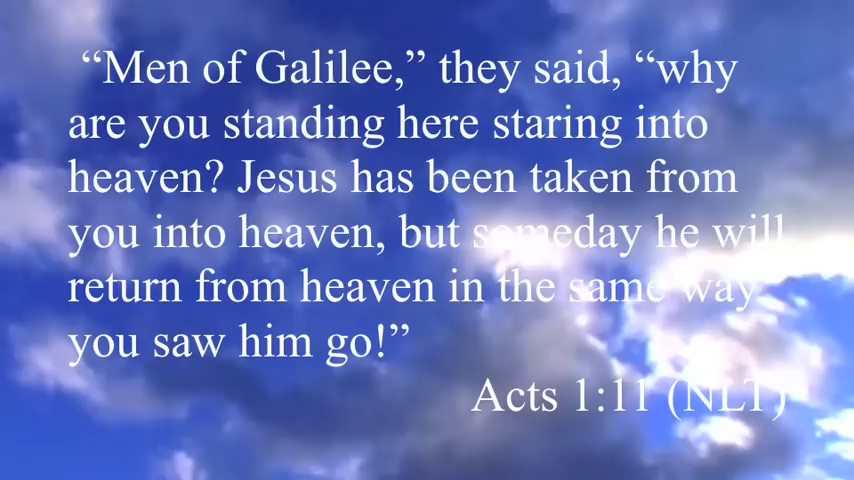 “Men of Galilee,” they said, “why
are you standing here staring into
heaven? Jesus has been taken from
you into heaven, but someday he will
return from heaven in the same way
you saw him go!”
Acts 1:11 (NLT)